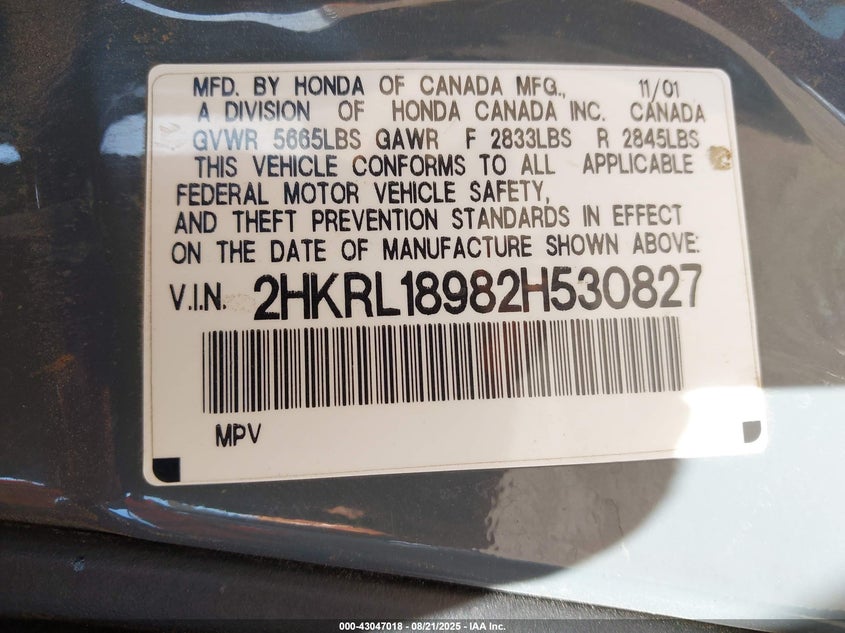 MFD. BY HONDA OF CANADA MFG., 11/01
A DIVISION OF HONDA CANADA INC. CANADA
GVWR 5665LBS GAWR F 2833LBS R 2845LBS
THIS VEHICLE CONFORMS TO ALL APPLICABLE
FEDERAL MOTOR VEHICLE SAFETY,
AND THEFT PREVENTION STANDARDS IN EFFECT
ON THE DATE OF MANUFACTURE SHOWN ABOVE:
V.I.N. 2HKRL18982H530827
MPV
000-43047018 - 08/21/2025 - IAA Inc.